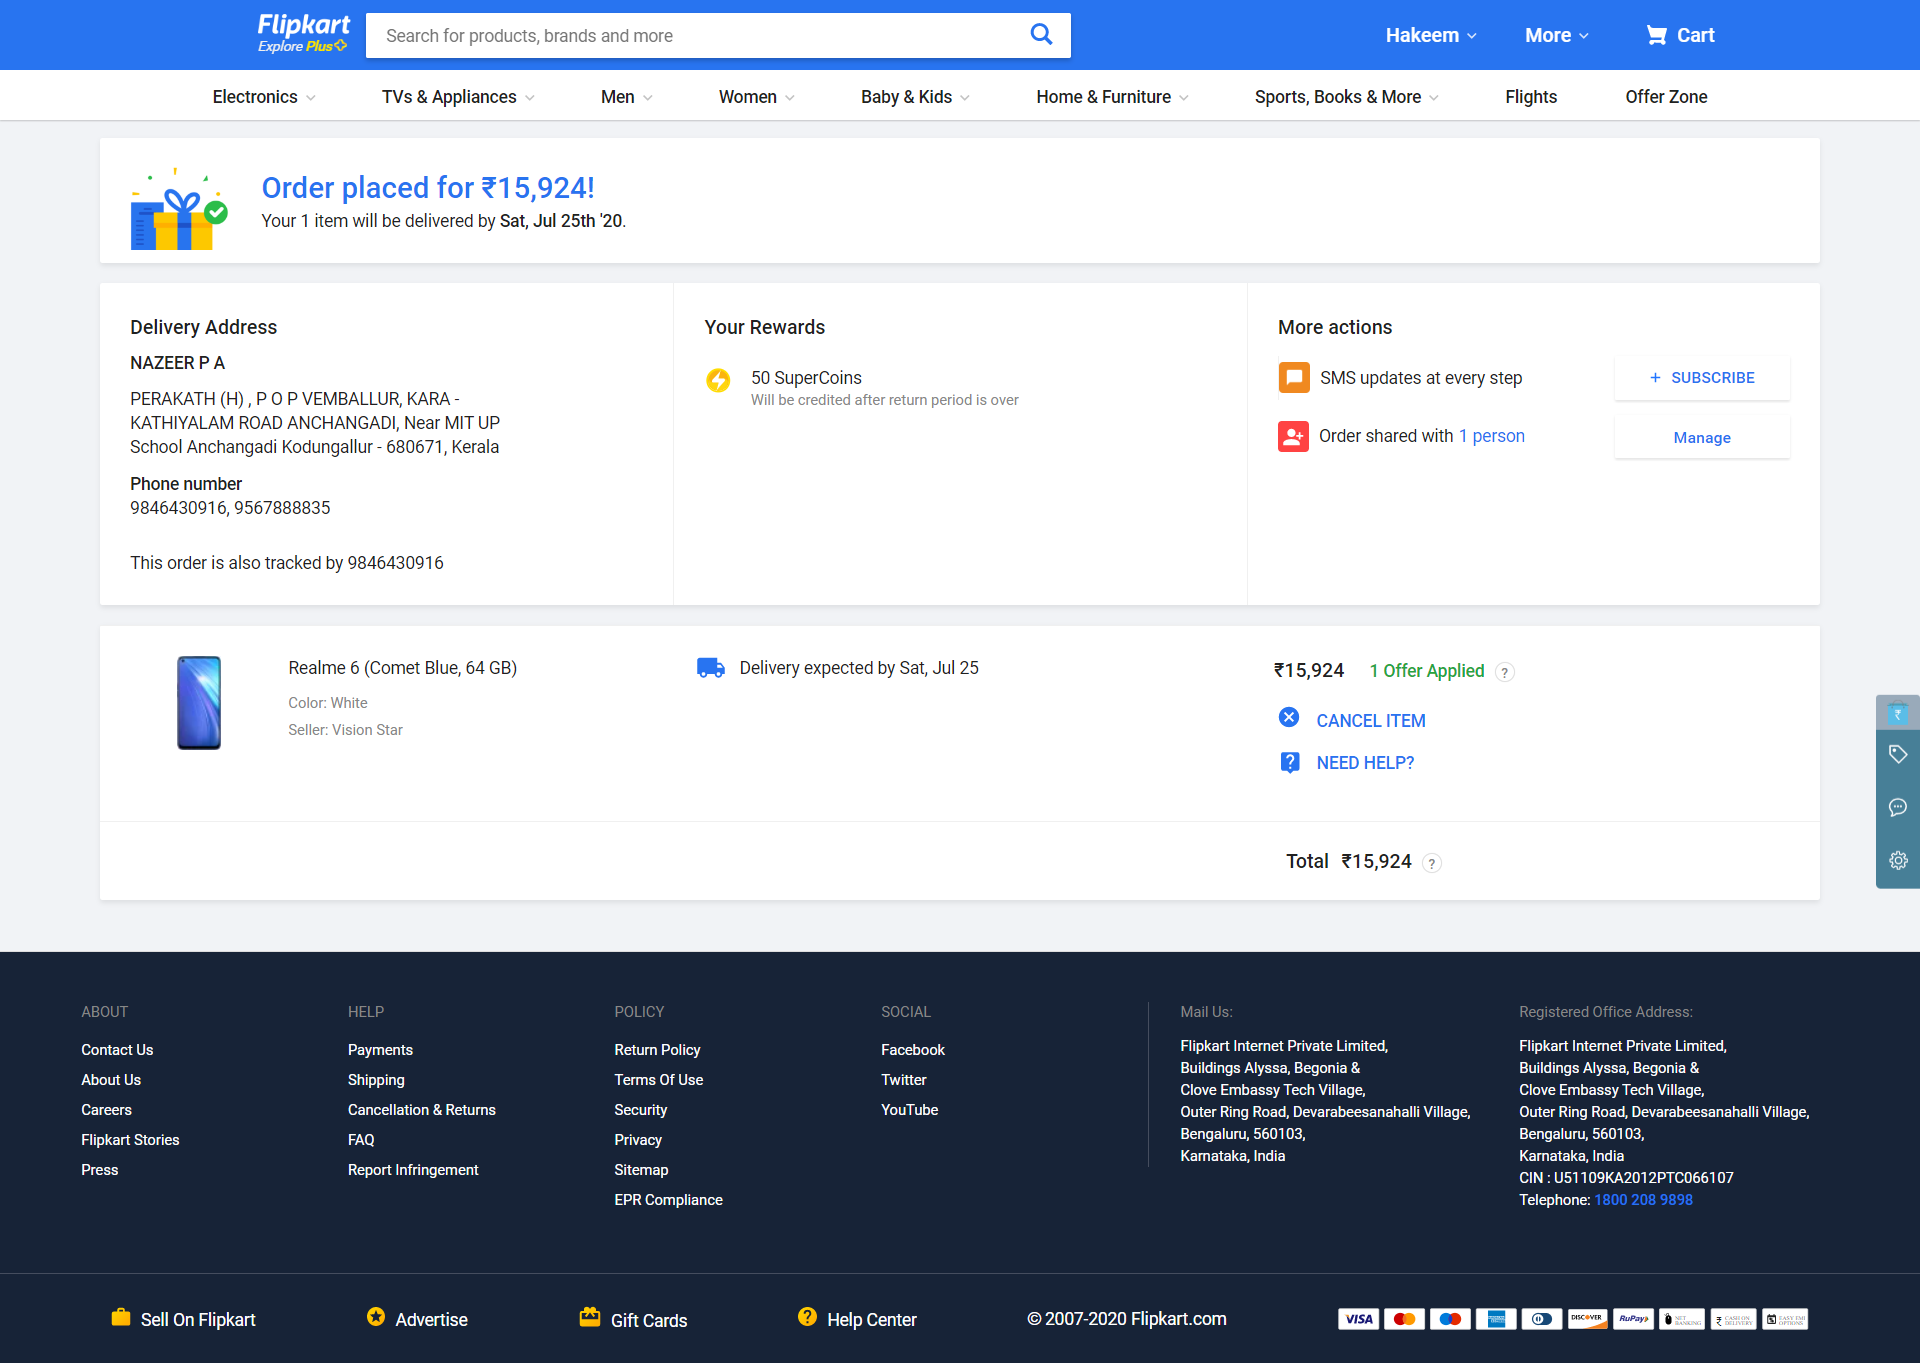 Flipkart
Explore Plus
Search for products, brands and more
Hakeem
More
Cart
Electronics
TVs & Appliances
Men
Women
Baby & Kids
Home & Furniture
Sports, Books & More
Flights
Offer Zone
Order placed for ₹15,924!
Your 1 item will be delivered by Sat, Jul 25th '20.
Delivery Address
NAZEER P A
PERAKATH (H) , P O P VEMBALLUR, KARA -
KATHIYALAM ROAD ANCHANGADI, Near MIT UP
School Anchangadi Kodungallur - 680671, Kerala
Phone number
9846430916, 9567888835
This order is also tracked by 9846430916
Your Rewards
50 SuperCoins
Will be credited after return period is over
More actions
SMS updates at every step
+ SUBSCRIBE
Order shared with 1 person
Manage
Realme 6 (Comet Blue, 64 GB)
Color: White
Seller: Vision Star
Delivery expected by Sat, Jul 25
₹15,924
1 Offer Applied ?
CANCEL ITEM
NEED HELP?
Total ₹15,924 ?
ABOUT
Contact Us
About Us
Careers
Flipkart Stories
Press
HELP
Payments
Shipping
Cancellation & Returns
FAQ
Report Infringement
POLICY
Return Policy
Terms Of Use
Security
Privacy
Sitemap
EPR Compliance
SOCIAL
Facebook
Twitter
YouTube
Mail Us:
Flipkart Internet Private Limited,
Buildings Alyssa, Begonia &
Clove Embassy Tech Village,
Outer Ring Road, Devarabeesanahalli Village,
Bengaluru, 560103,
Karnataka, India
Registered Office Address:
Flipkart Internet Private Limited,
Buildings Alyssa, Begonia &
Clove Embassy Tech Village,
Outer Ring Road, Devarabeesanahalli Village,
Bengaluru, 560103,
Karnataka, India
CIN : U51109KA2012PTC066107
Telephone: 1800 208 9898
Sell On Flipkart
Advertise
Gift Cards
Help Center
© 2007-2020 Flipkart.com
VISA
DISCOVER
RuPay
NET BANKING
CASH ON DELIVERY
EASY EMI OPTIONS